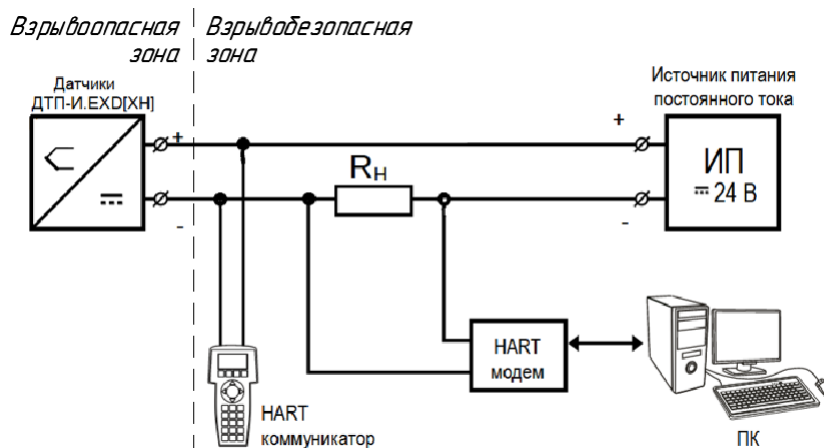 Взрывоопасная
зона
Взрывобезопасная
зона
Датчики
ДТП-И.EXD[XH]
Источник питания
постоянного тока
+
-
RН
+
-
ИП
24 В
HART
модем
HART
коммуникатор
ПК